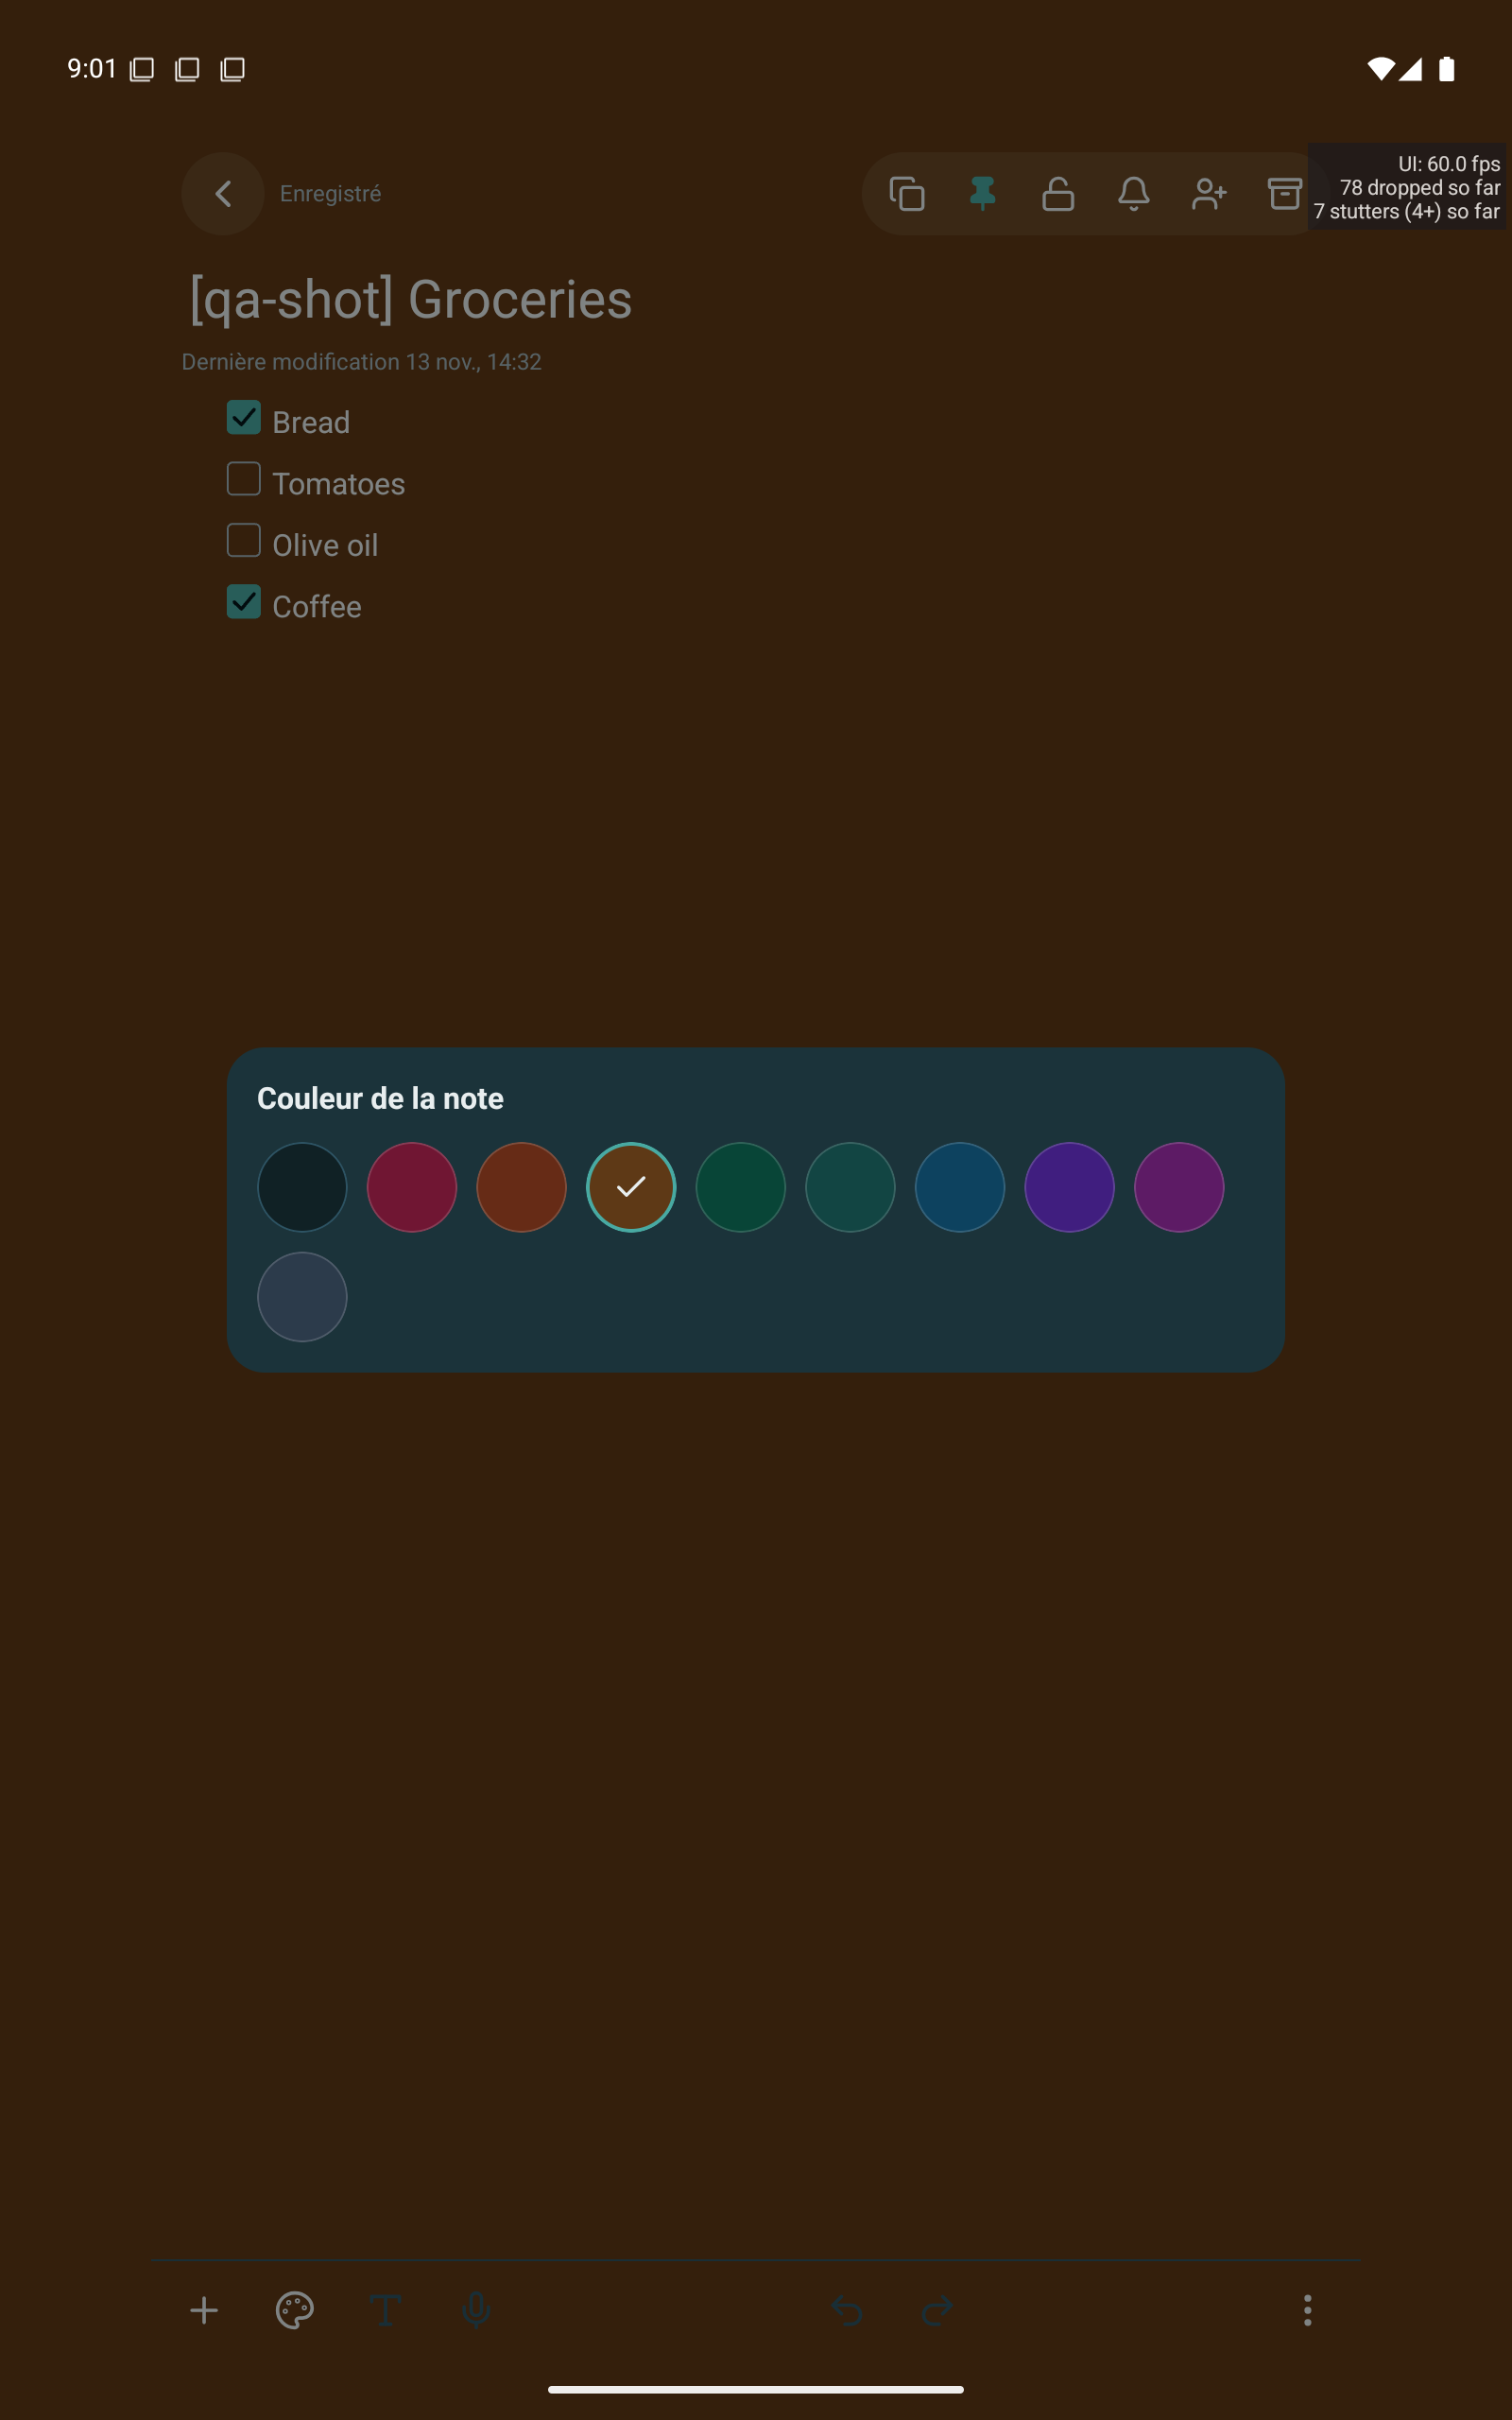 9:01
UI: 60.0 fps
78 dropped so far
7 stutters (4+) so far
Enregistré
[qa-shot] Groceries
Dernière modification 13 nov., 14:32
Bread
Tomatoes
Olive oil
Coffee
Couleur de la note